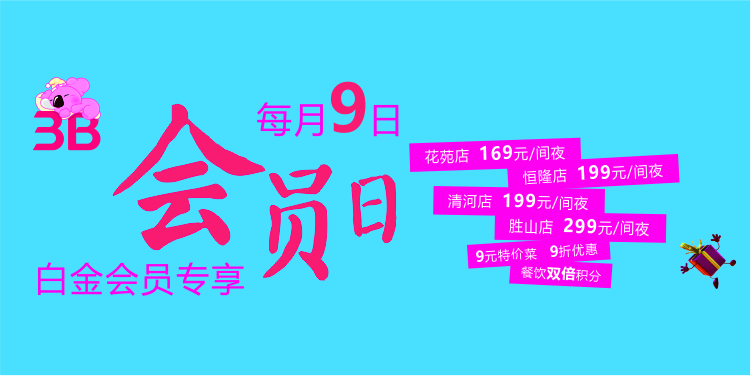 3B
每月9日
会员日
白金会员专享
花苑店 169元/间夜
恒隆店 199元/间夜
清河店 199元/间夜
胜山店 299元/间夜
9元特价菜 9折优惠
餐饮双倍积分